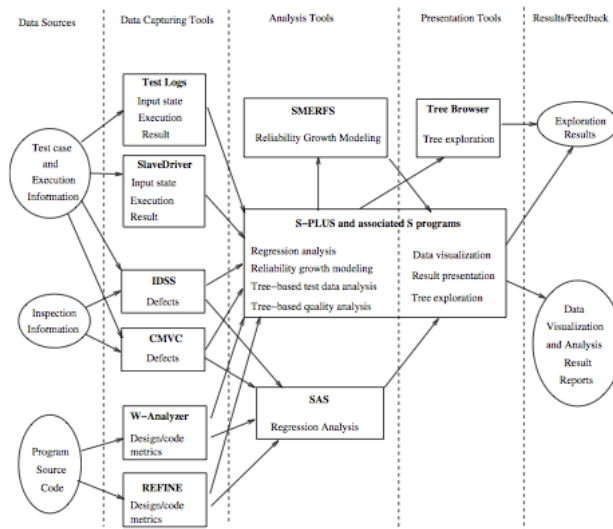 Data Sources
Data Capturing Tools
Analysis Tools
Presentation Tools
Results/Feedback
Test case
and
Execution
Information
Inspection
Information
Program
Source
Code
Test Logs
Input state
Execution
Result
SlaveDriver
Input state
Execution
Result
IDSS
Defects
CMVC
Defects
W-Analyzer
Design/code
metrics
REFINE
Design/code
metrics
SMERFS
Reliability Growth Modeling
S-PLUS and associated S programs
Regression analysis
Reliability growth modeling
Tree-based test data analysis
Tree-based quality analysis
Data visualization
Result presentation
Tree exploration
SAS
Regression Analysis
Tree Browser
Tree exploration
Exploration
Results
Data
Visualization
and Analysis
Result
Reports